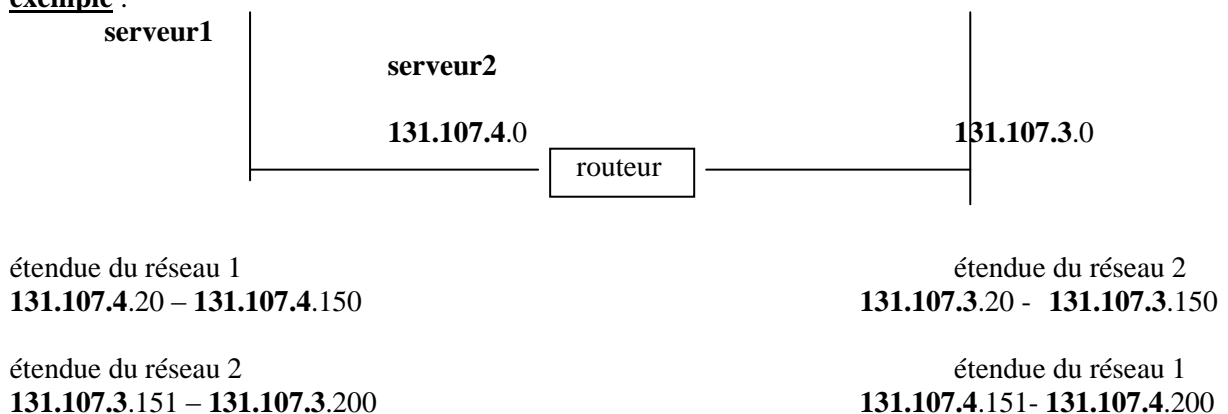 exemple :
serveur1
serveur2
131.107.4.0 131.107.3.0
routeur
étendue du réseau 1 étendue du réseau 2
131.107.4.20 – 131.107.4.150 131.107.3.20 - 131.107.3.150
étendue du réseau 2 étendue du réseau 1
131.107.3.151 – 131.107.3.200 131.107.4.151- 131.107.4.200